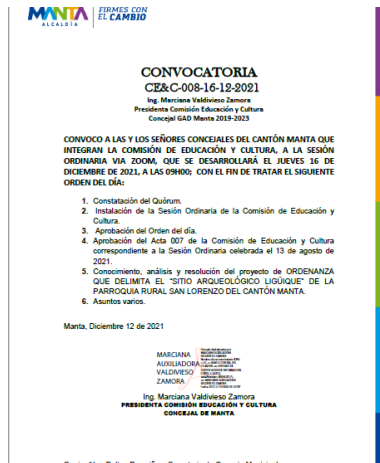 MANTA
ALCALDÍA
FIRMES CON
EL CAMBIO
CONVOCATORIA
CE&C-008-16-12-2021
Ing. Marciana Valdivieso Zamora
Presidenta Comisión Educación y Cultura
Concejal GAD Manta 2019-2023
CONVOCO A LAS Y LOS SEÑORES CONCEJALES DEL CANTÓN MANTA QUE
INTEGRAN LA COMISIÓN DE EDUCACIÓN Y CULTURA, A LA SESIÓN
ORDINARIA VIA ZOOM, QUE SE DESARROLLARÁ EL JUEVES 16 DE
DICIEMBRE DE 2021, A LAS 09H00; CON EL FIN DE TRATAR EL SIGUIENTE
ORDEN DEL DÍA:
1. Constatación del Quórum.
2. Instalación de la Sesión Ordinaria de la Comisión de Educación y
Cultura.
3. Aprobación del Orden del día.
4. Aprobación del Acta 007 de la Comisión de Educación y Cultura
correspondiente a la Sesión Ordinaria celebrada el 13 de agosto de
2021.
5. Conocimiento, análisis y resolución del proyecto de ORDENANZA
QUE DELIMITA EL "SITIO ARQUEOLÓGICO LIGÜIQUE" DE LA
PARROQUIA RURAL SAN LORENZO DEL CANTÓN MANTA.
6. Asuntos varios.
Manta, Diciembre 12 de 2021
MARCIANA
AUXILIADORA
VALDIVIESO
ZAMORA
Ing. Marciana Valdivieso Zamora
PRESIDENTA COMISIÓN EDUCACIÓN Y CULTURA
CONCEJAL DE MANTA